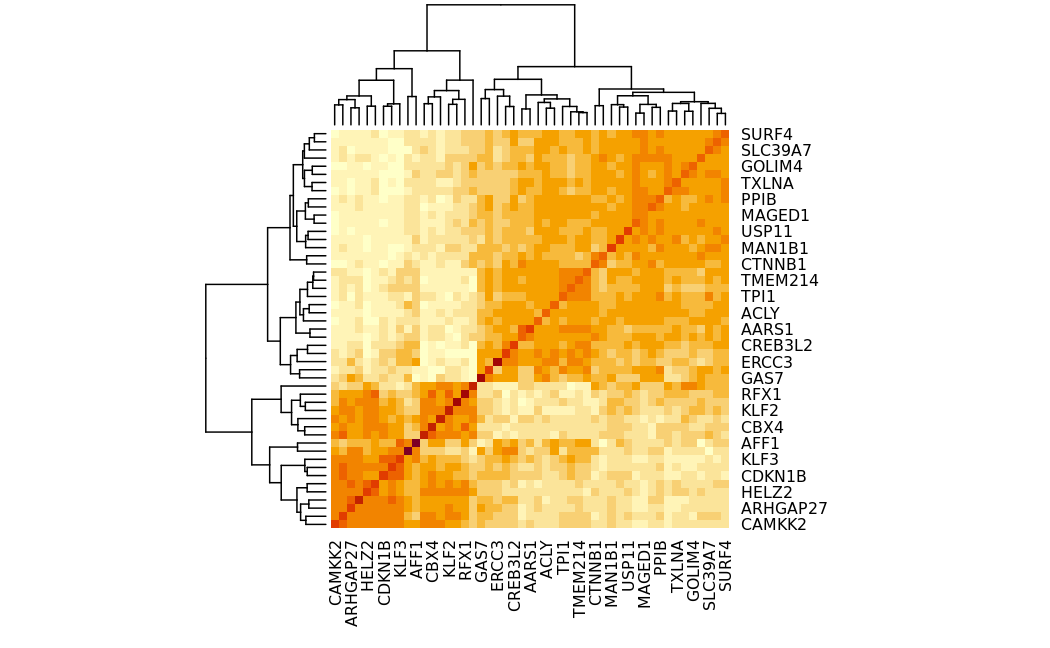 SURF4
SLC39A7
GOLIM4
TXLNA
PPIB
MAGED1
USP11
MAN1B1
CTNNB1
TMEM214
TPI1
ACLY
AARS1
CREB3L2
ERCC3
GAS7
RFX1
KLF2
CBX4
AFF1
KLF3
CDKN1B
HELZ2
ARHGAP27
CAMKK2
CAMKK2
ARHGAP27
HELZ2
CDKN1B
KLF3
AFF1
CBX4
KLF2
RFX1
GAS7
ERCC3
CREB3L2
AARS1
ACLY
TPI1
TMEM214
CTNNB1
MAN1B1
USP11
MAGED1
PPIB
TXLNA
GOLIM4
SLC39A7
SURF4